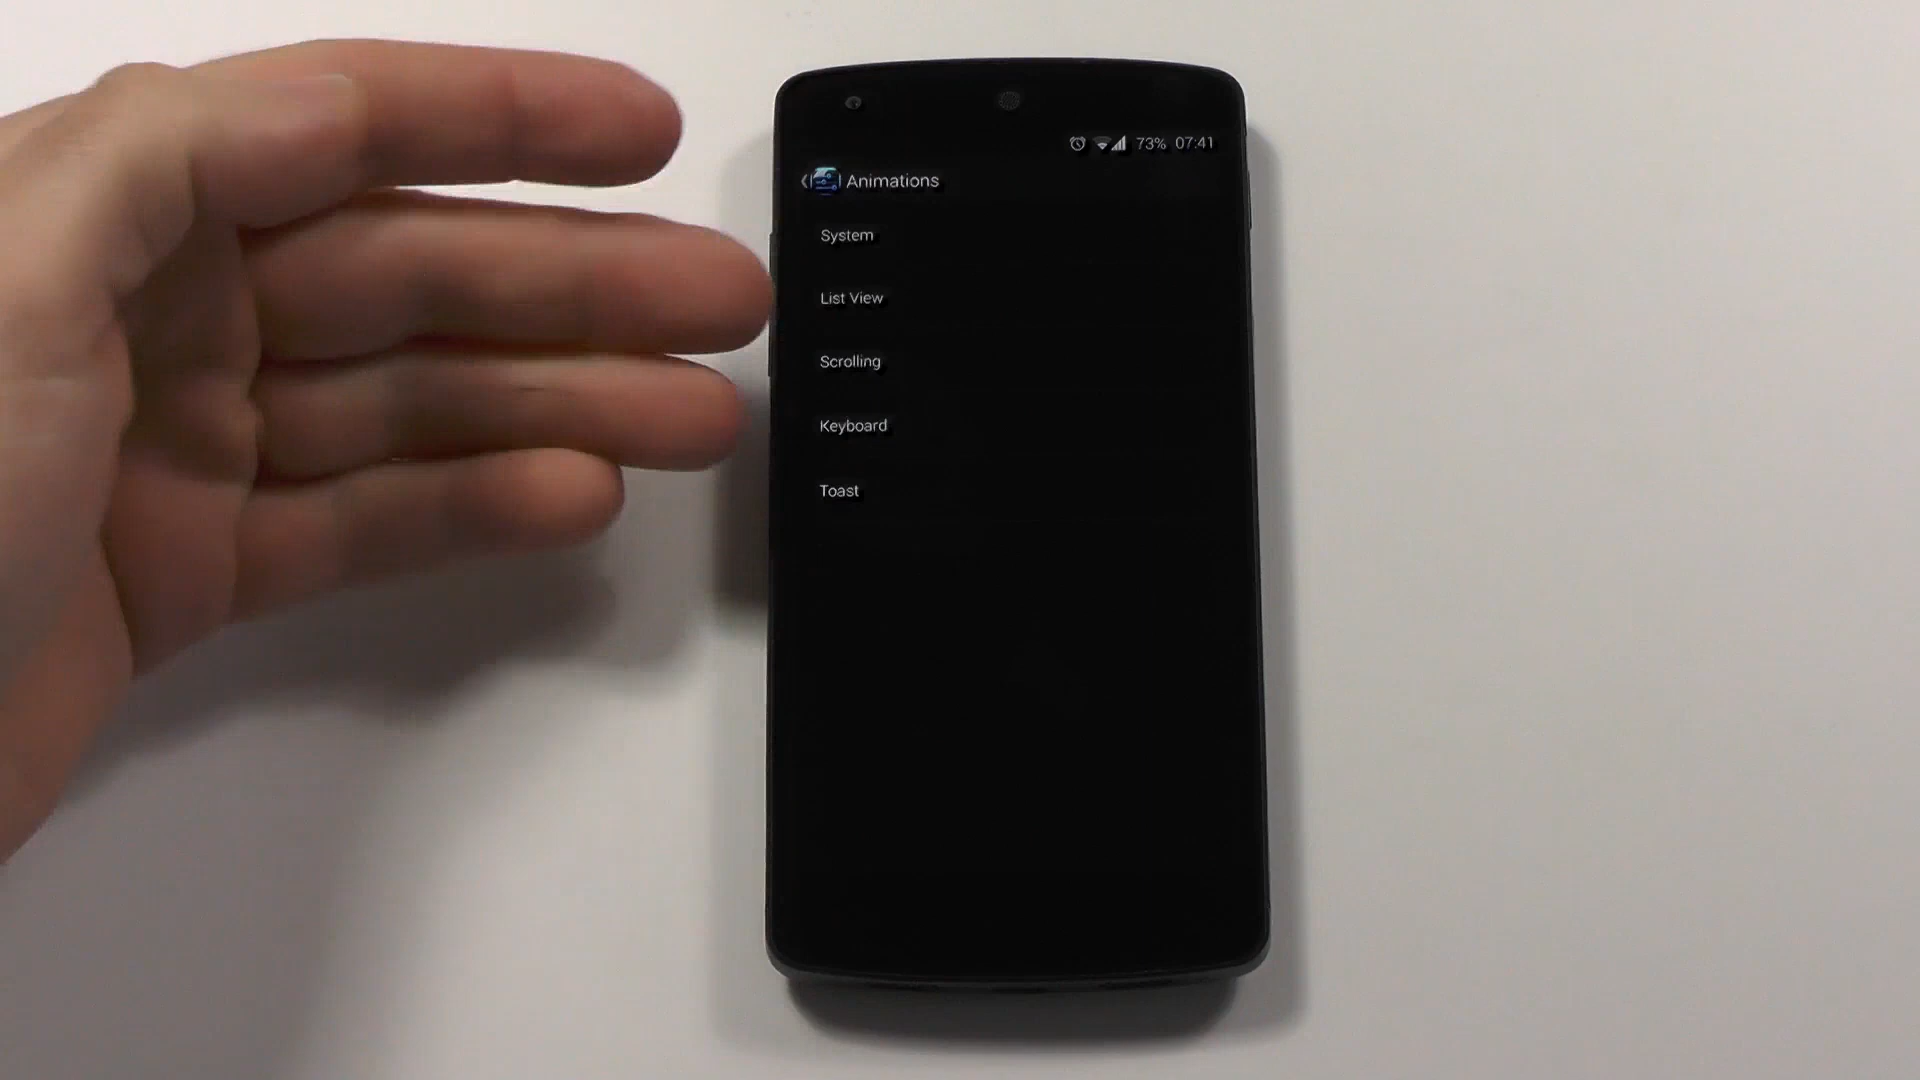 73% 07:41
Animations
System
List View
Scrolling
Keyboard
Toast